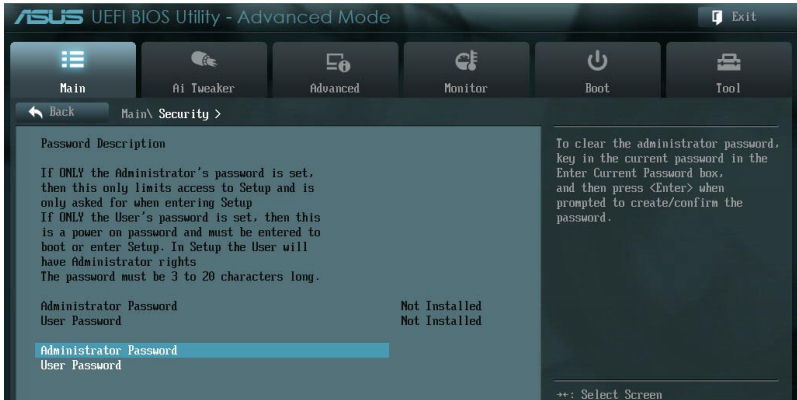 ASUS UEFI BIOS Utility - Advanced Mode
Exit
Main
Ai Tweaker
Advanced
Monitor
Boot
Tool
Back
Main\ Security >
Password Description
If ONLY the Administrator's password is set,
then this only limits access to Setup and is
only asked for when entering Setup
If ONLY the User's password is set, then this
is a power on password and must be entered to
boot or enter Setup. In Setup the User will
have Administrator rights
The password must be 3 to 20 characters long.
Administrator Password Not Installed
User Password Not Installed
Administrator Password
User Password
To clear the administrator password,
key in the current password in the
Enter Current Password box,
and then press <Enter> when
prompted to create/confirm the
password.
→←: Select Screen